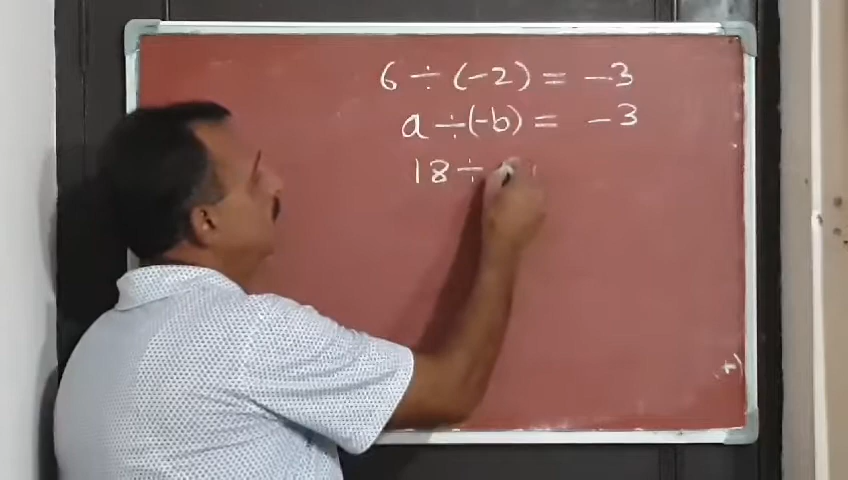 6 ÷ (-2) = -3
a ÷ (-b) = -3
18 ÷
+)